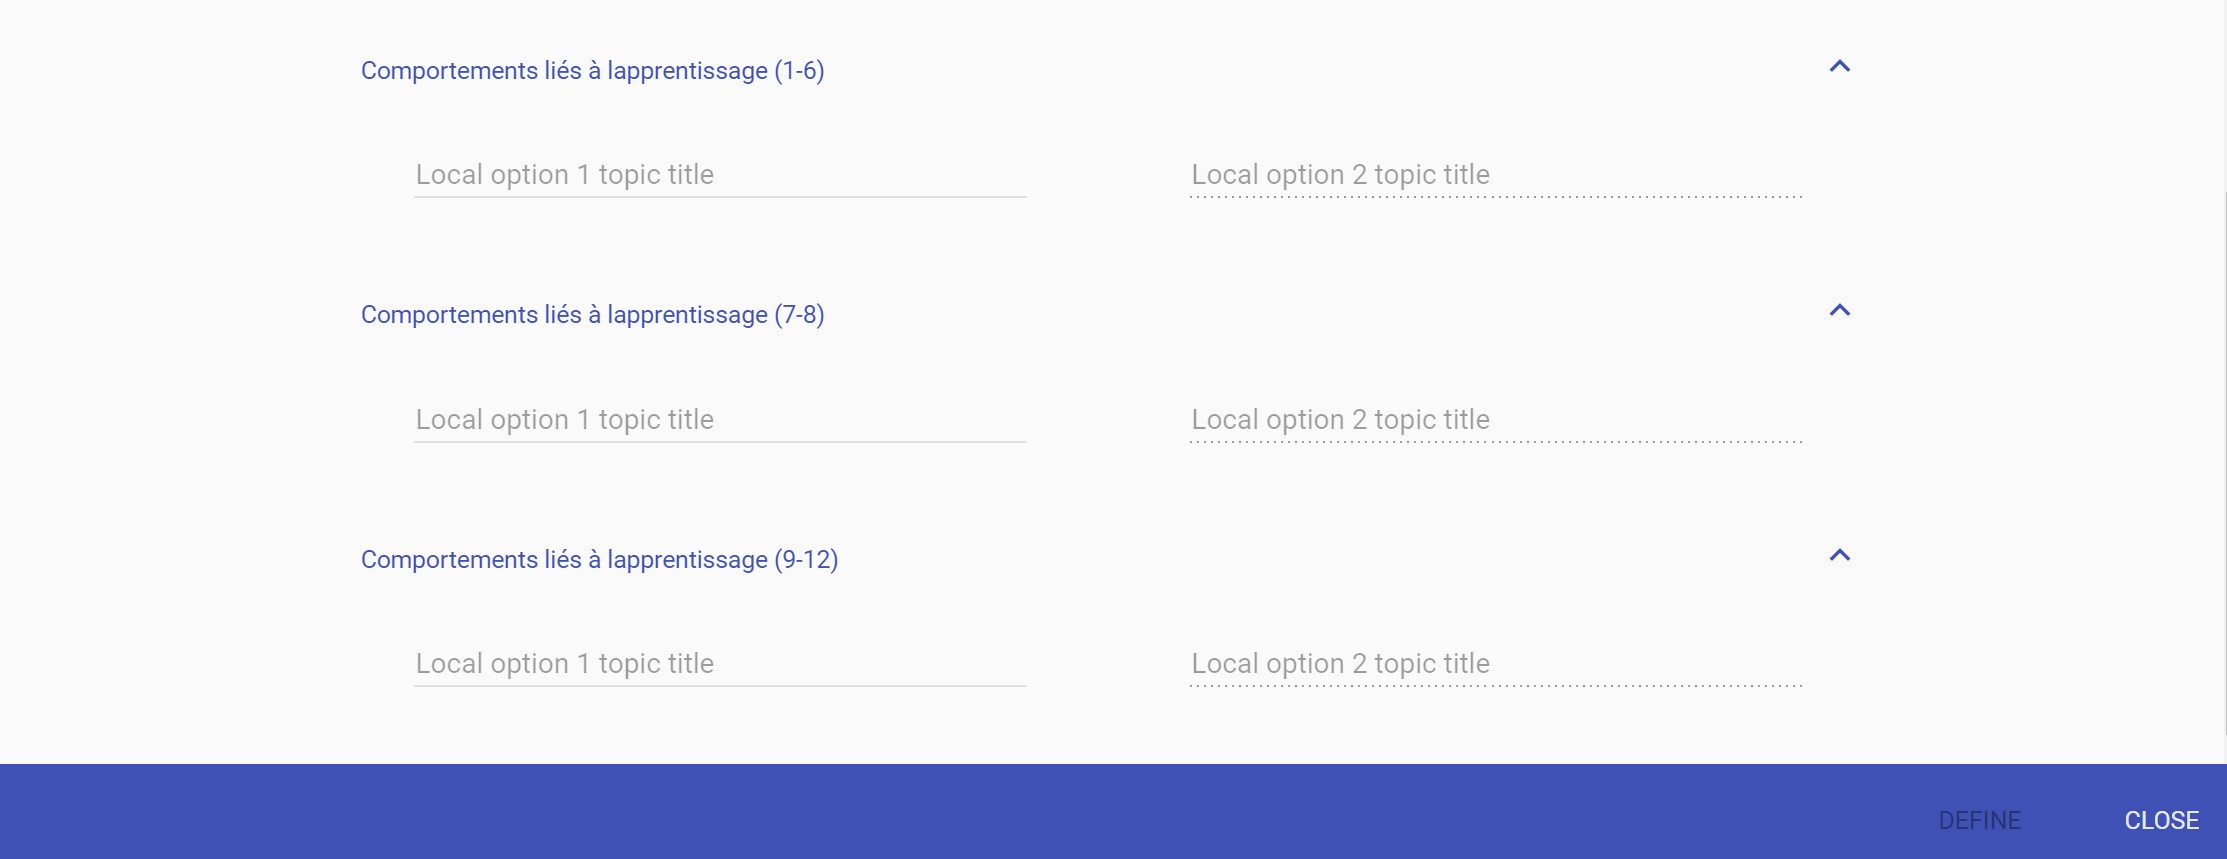 Comportements liés à lapprentissage (1-6)
Local option 1 topic title
Local option 2 topic title
Comportements liés à lapprentissage (7-8)
Local option 1 topic title
Local option 2 topic title
Comportements liés à lapprentissage (9-12)
Local option 1 topic title
Local option 2 topic title
DEFINE
CLOSE